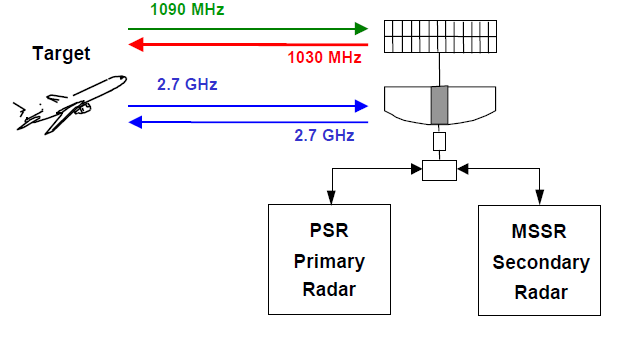 1090 MHz
Target
1030 MHz
2.7 GHz
2.7 GHz
PSR
Primary
Radar
MSSR
Secondary
Radar